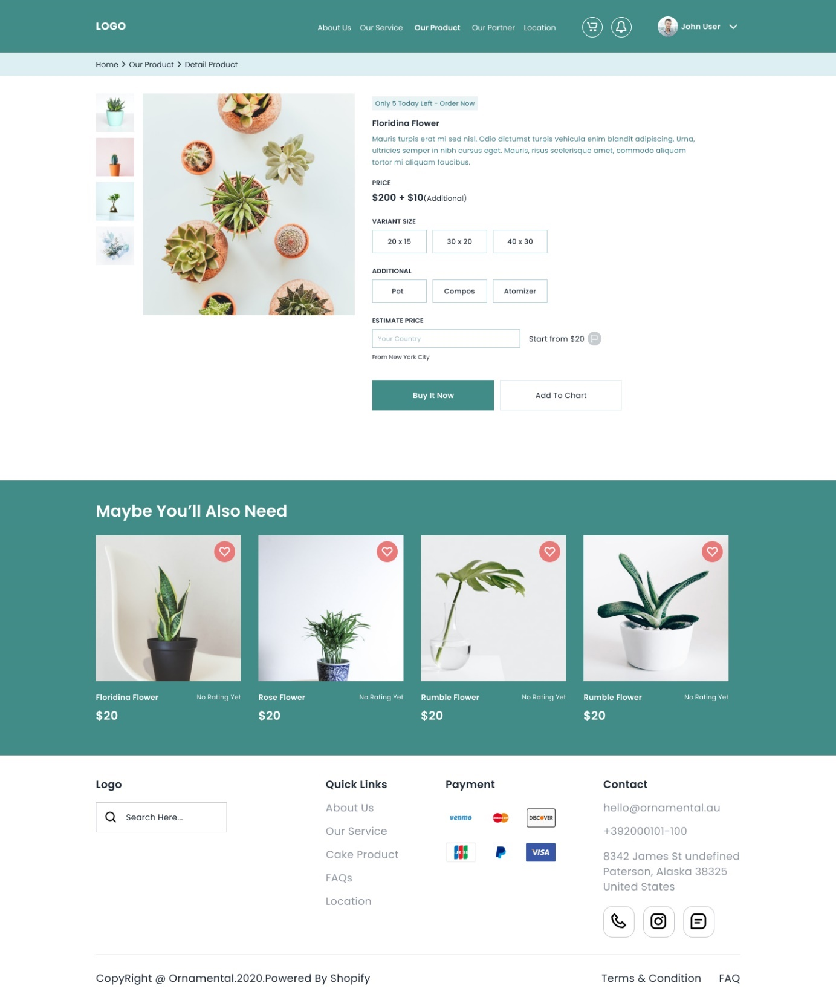 LOGO
About Us Our Service Our Product Our Partner Location
John User
Home > Our Product > Detail Product
Only 5 Today Left - Order Now
Floridina Flower
Mauris turpis erat mi sed nisl. Odio dictumst turpis vehicula enim blandit adipiscing. Urna,
ultricies semper in nibh cursus eget. Mauris, risus scelerisque amet, commodo aliquam
tortor mi aliquam faucibus.
PRICE
$200 + $10(Additional)
VARIANT SIZE
20 x 15 30 x 20 40 x 30
ADDITIONAL
Pot Compos Atomizer
ESTIMATE PRICE
Your Country Start from $20
From New York City
Buy It Now Add To Chart
Maybe You’ll Also Need
Floridina Flower No Rating Yet
$20
Rose Flower No Rating Yet
$20
Rumble Flower No Rating Yet
$20
Rumble Flower No Rating Yet
$20
Logo
Search Here...
Quick Links
About Us
Our Service
Cake Product
FAQs
Location
Payment
venmo MasterCard DISCOVER
JCB VISA
Contact
hello@ornamental.au
+392000101-100
8342 James St undefined
Paterson, Alaska 38325
United States
CopyRight @ Ornamental.2020.Powered By Shopify
Terms & Condition FAQ